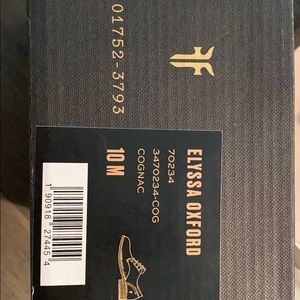 01752-3793
ELYSSA OXFORD
70234
3470234-COG
COGNAC
10 M
1 90918 27445 4